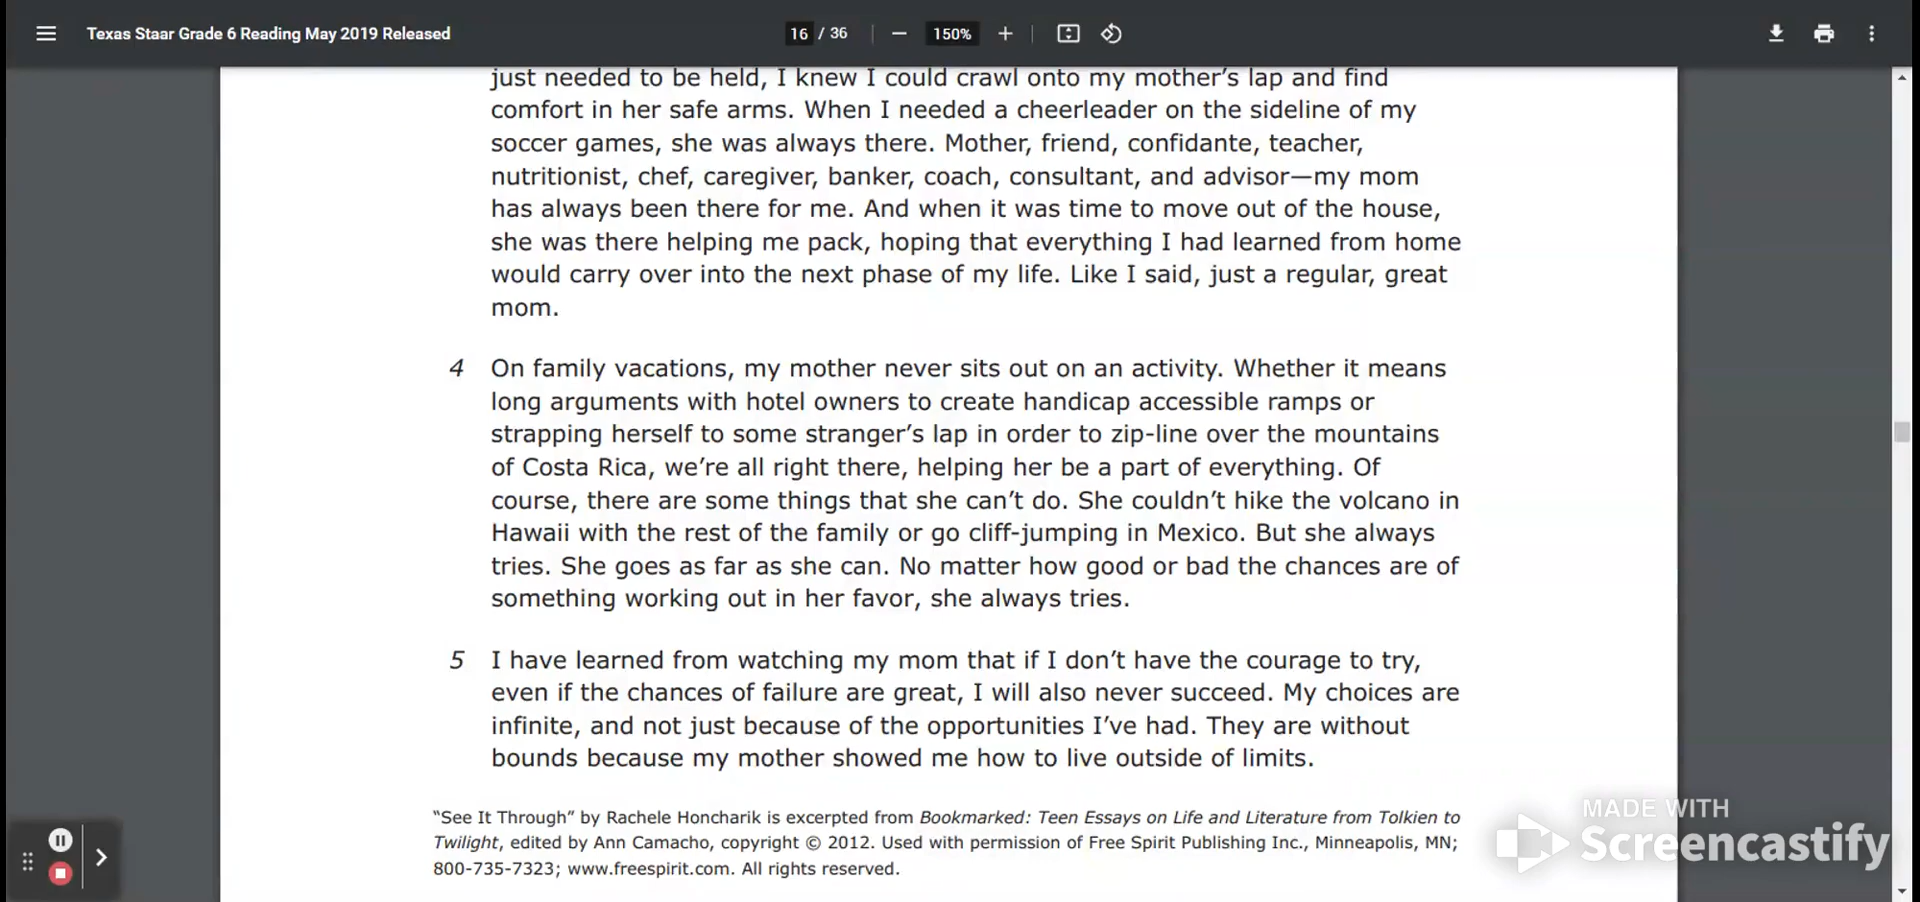 Texas Staar Grade 6 Reading May 2019 Released
16 / 36
150%
just needed to be held, I knew I could crawl onto my mother’s lap and find
comfort in her safe arms. When I needed a cheerleader on the sideline of my
soccer games, she was always there. Mother, friend, confidante, teacher,
nutritionist, chef, caregiver, banker, coach, consultant, and advisor—my mom
has always been there for me. And when it was time to move out of the house,
she was there helping me pack, hoping that everything I had learned from home
would carry over into the next phase of my life. Like I said, just a regular, great
mom.
4 On family vacations, my mother never sits out on an activity. Whether it means
long arguments with hotel owners to create handicap accessible ramps or
strapping herself to some stranger’s lap in order to zip-line over the mountains
of Costa Rica, we’re all right there, helping her be a part of everything. Of
course, there are some things that she can’t do. She couldn’t hike the volcano in
Hawaii with the rest of the family or go cliff-jumping in Mexico. But she always
tries. She goes as far as she can. No matter how good or bad the chances are of
something working out in her favor, she always tries.
5 I have learned from watching my mom that if I don’t have the courage to try,
even if the chances of failure are great, I will also never succeed. My choices are
infinite, and not just because of the opportunities I’ve had. They are without
bounds because my mother showed me how to live outside of limits.
“See It Through” by Rachele Honcharik is excerpted from Bookmarked: Teen Essays on Life and Literature from Tolkien to
Twilight, edited by Ann Camacho, copyright © 2012. Used with permission of Free Spirit Publishing Inc., Minneapolis, MN;
800-735-7323; www.freespirit.com. All rights reserved.
MADE WITH
Screencastify